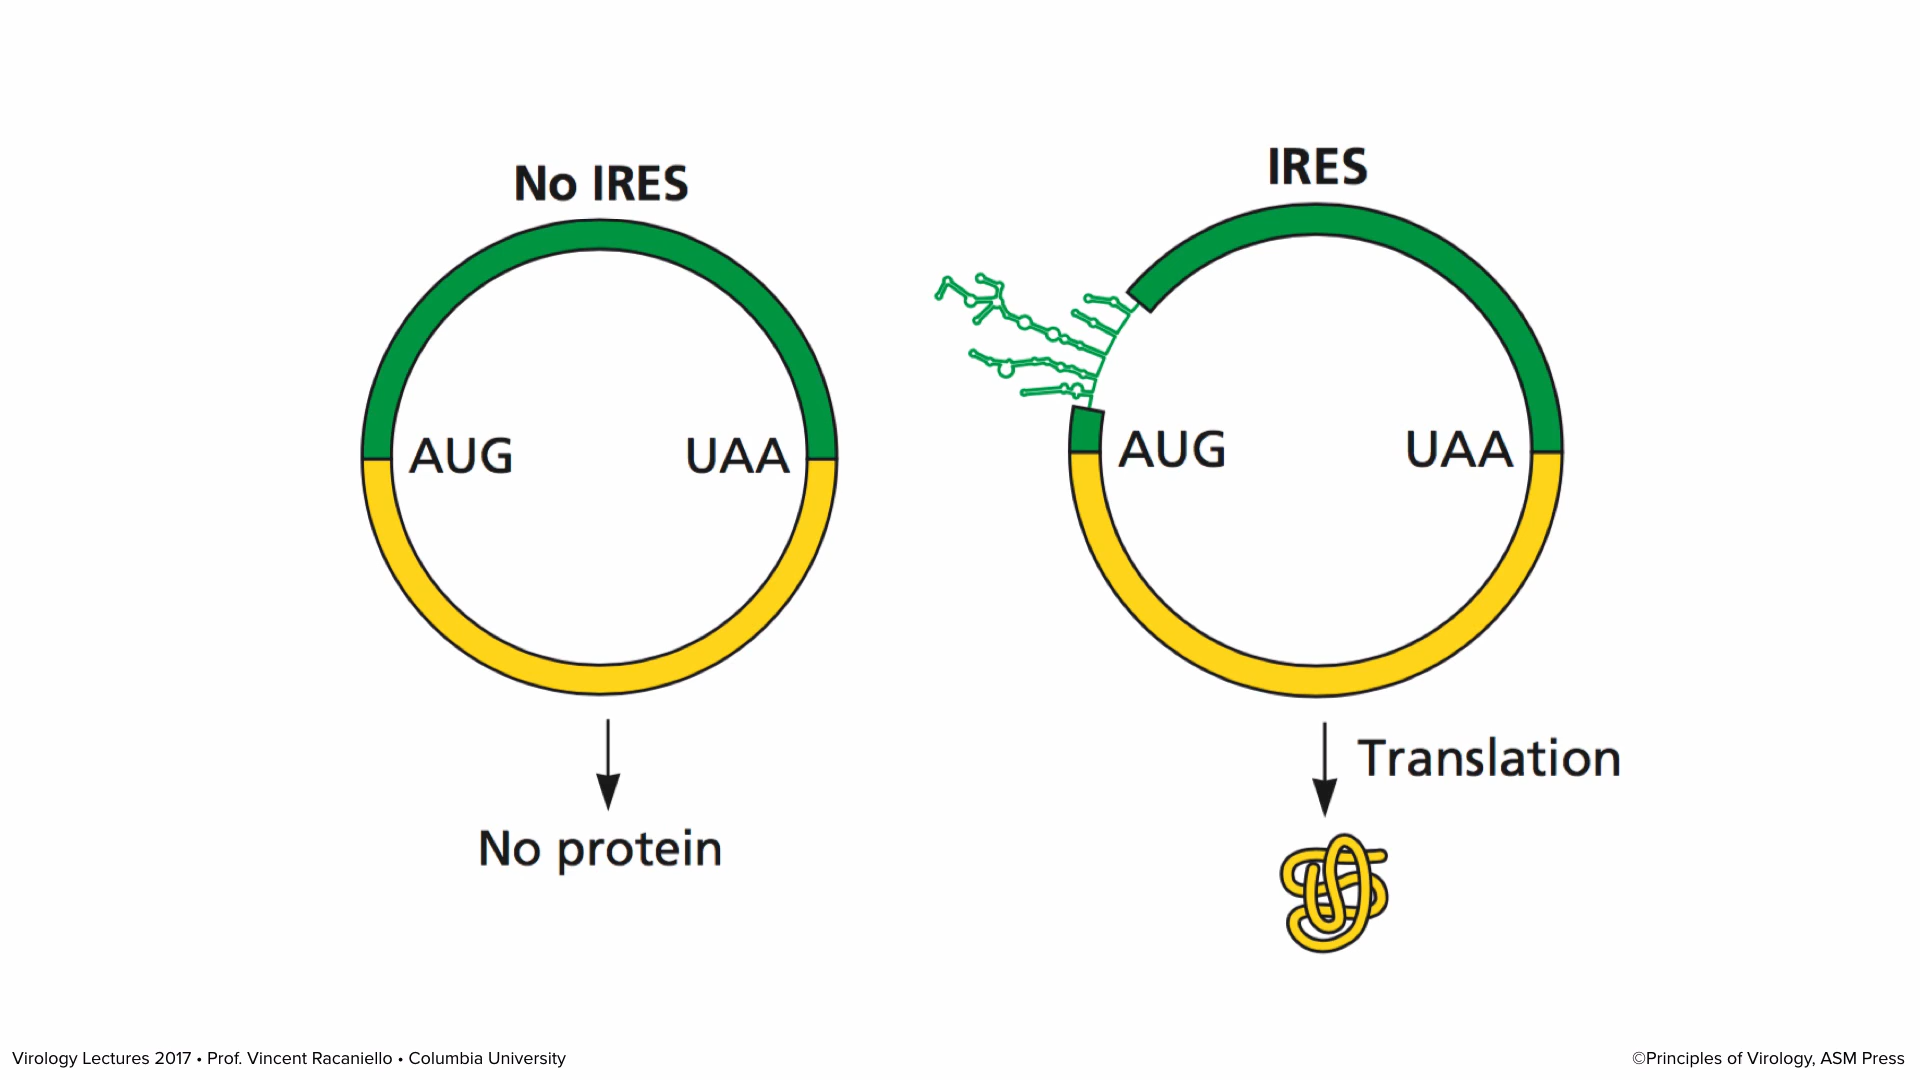 No IRES
IRES
AUG
UAA
AUG
UAA
Translation
No protein
Virology Lectures 2017 • Prof. Vincent Racaniello • Columbia University
©Principles of Virology, ASM Press